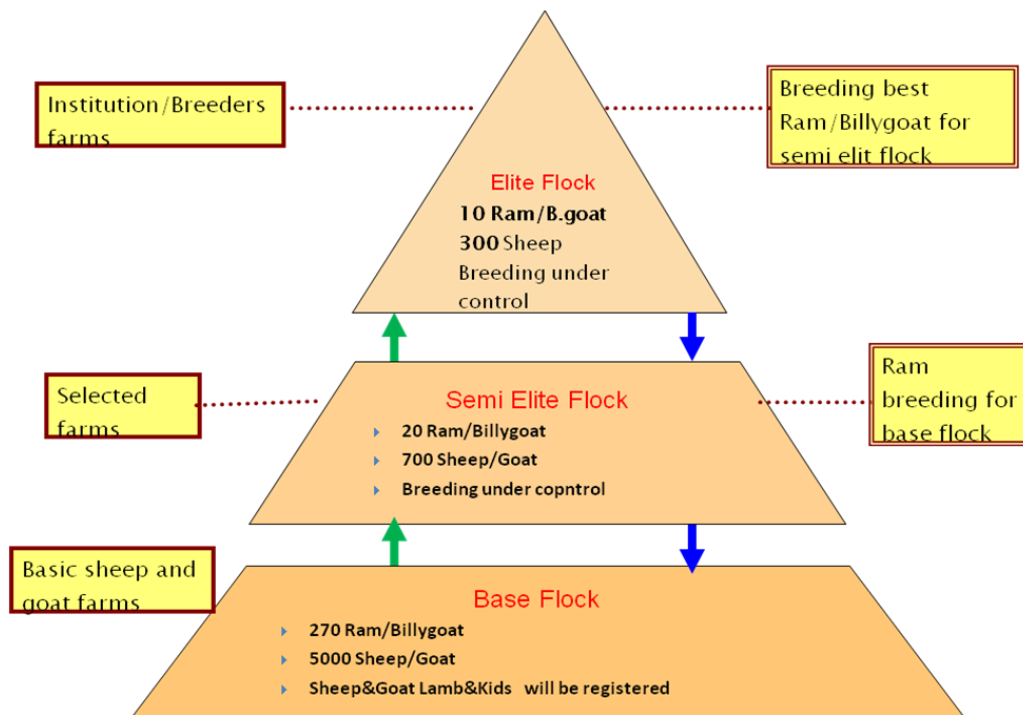 Institution/Breeders
farms
Breeding best
Ram/Billygoat for
semi elit flock
Elite Flock
10 Ram/B.goat
300 Sheep
Breeding under
control
Selected
farms
Semi Elite Flock
20 Ram/Billygoat
700 Sheep/Goat
Breeding under copntrol
Ram
breeding for
base flock
Basic sheep and
goat farms
Base Flock
270 Ram/Billygoat
5000 Sheep/Goat
Sheep&Goat Lamb&Kids will be registered